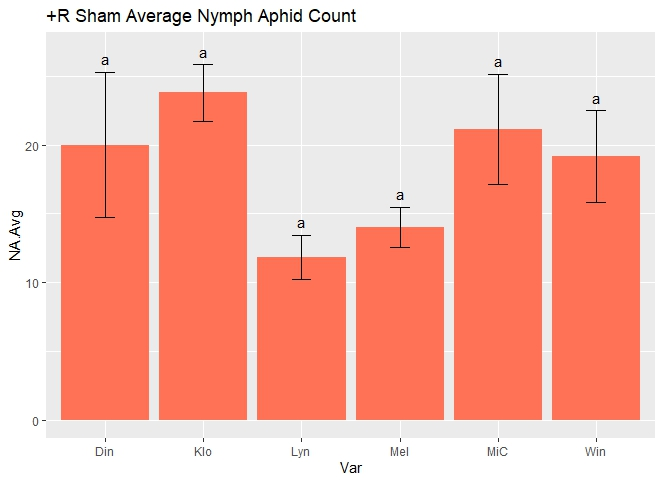 +R Sham Average Nymph Aphid Count
a
a
a
a
a
a
20
10
0
NA.Avg
Din
Klo
Lyn
Mel
MiC
Win
Var